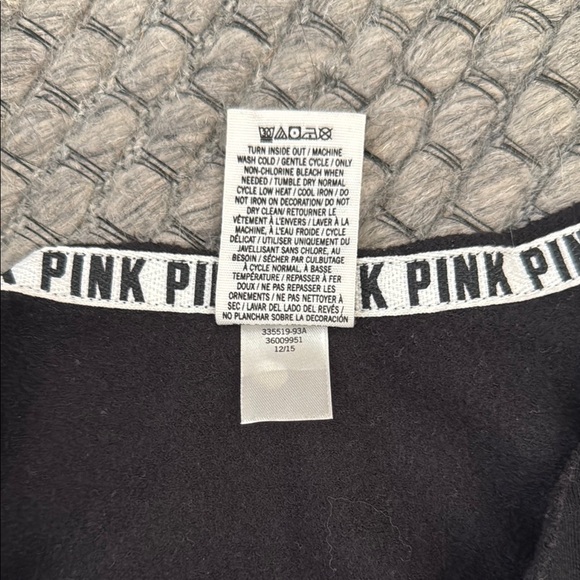 TURN INSIDE OUT / MACHINE
WASH COLD / GENTLE CYCLE / ONLY
NON-CHLORINE BLEACH WHEN
NEEDED / TUMBLE DRY NORMAL
CYCLE LOW HEAT / COOL IRON / DO
NOT IRON ON DECORATION/ DO NOT
DRY CLEAN/ RETOURNER LE
VÊTEMENT À L'ENVERS / LAVER À LA
MACHINE, À L'EAU FROIDE / CYCLE
DÉLICAT / UTILISER UNIQUEMENT DU
JAVELLISANT SANS CHLORE, AU
BESOIN / SÉCHER PAR CULBUTAGE
À CYCLE NORMAL, À BASSE
TEMPÉRATURE / REPASSER À FER
DOUX / NE PAS REPASSER LES
ORNEMENTS / NE PAS NETTOYER À
SEC / LAVAR DEL LADO DEL REVÉS /
NO PLANCHAR SOBRE LA DECORACIÓN
K PINK PI K PINK PIN
335519-93A
36009951
12/15